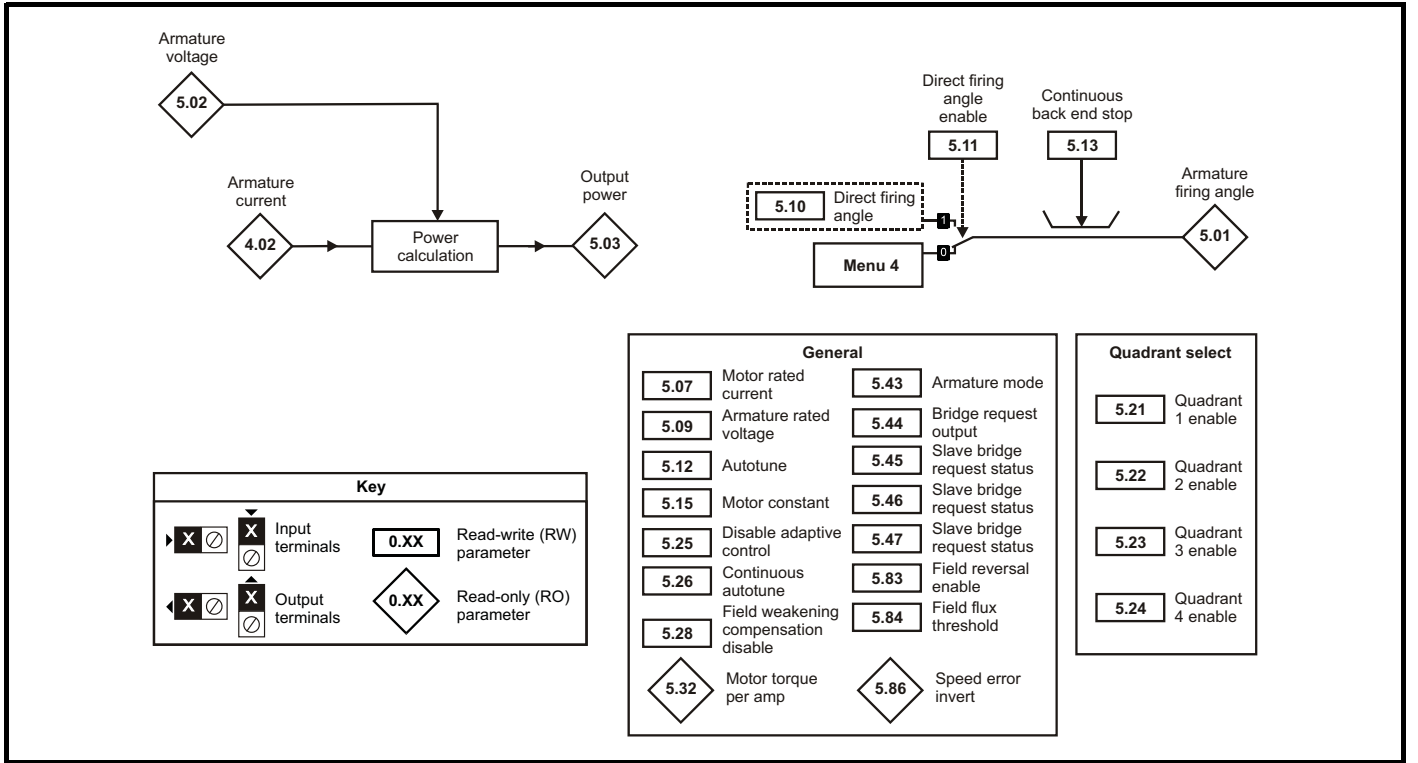 Armature
voltage
5.02
Armature
current
4.02
Power
calculation
Output
power
5.03
Direct firing
angle
enable
5.11
Continuous
back end stop
5.13
5.10
Direct firing
angle
1
0
Menu 4
Armature
firing angle
5.01
Key
X
X
Input
terminals
0.XX
Read-write (RW)
parameter
X
X
Output
terminals
0.XX
Read-only (RO)
parameter
General
5.07
Motor rated
current
5.09
Armature rated
voltage
5.12
Autotune
5.15
Motor constant
5.25
Disable adaptive
control
5.26
Continuous
autotune
5.28
Field weakening
compensation
disable
5.32
Motor torque
per amp
5.43
Armature mode
5.44
Bridge request
output
5.45
Slave bridge
request status
5.46
Slave bridge
request status
5.47
Slave bridge
request status
5.83
Field reversal
enable
5.84
Field flux
threshold
5.86
Speed error
invert
Quadrant select
5.21
Quadrant
1 enable
5.22
Quadrant
2 enable
5.23
Quadrant
3 enable
5.24
Quadrant
4 enable